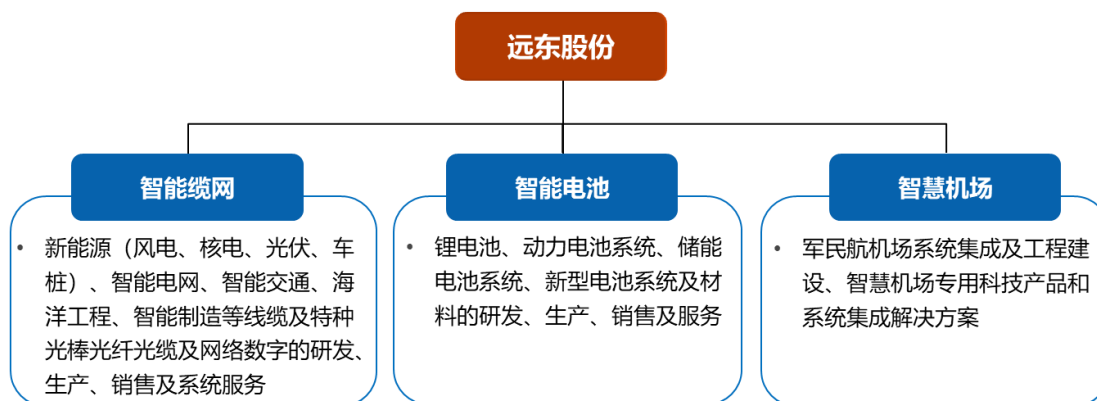 远东股份
智能缆网
• 新能源（风电、核电、光伏、车
桩）、智能电网、智能交通、海
洋工程、智能制造等线缆及特种
光棒光纤光缆及网络数字的研发、
生产、销售及系统服务
智能电池
• 锂电池、动力电池系统、储能
电池系统、新型电池系统及材
料的研发、生产、销售及服务
智慧机场
• 军民航机场系统集成及工程建
设、智慧机场专用科技产品和
系统集成解决方案